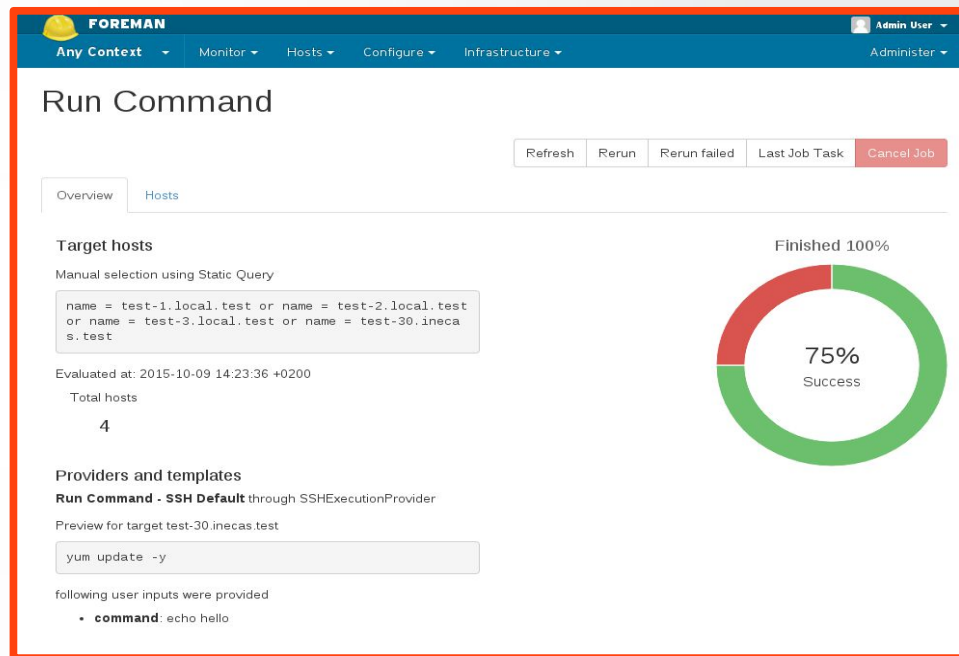 FOREMAN
Admin User
Any Context
Monitor
Hosts
Configure
Infrastructure
Administer
Run Command
Refresh
Rerun
Rerun failed
Last Job Task
Cancel Job
Overview
Hosts
Target hosts
Manual selection using Static Query
name = test-1.local.test or name = test-2.local.test
or name = test-3.local.test or name = test-30.ineca
s.test
Evaluated at: 2015-10-09 14:23:36 +0200
Total hosts
4
Finished 100%
75%
Success
Providers and templates
Run Command - SSH Default through SSHExecutionProvider
Preview for target test-30.inecas.test
yum update -y
following user inputs were provided
• command: echo hello